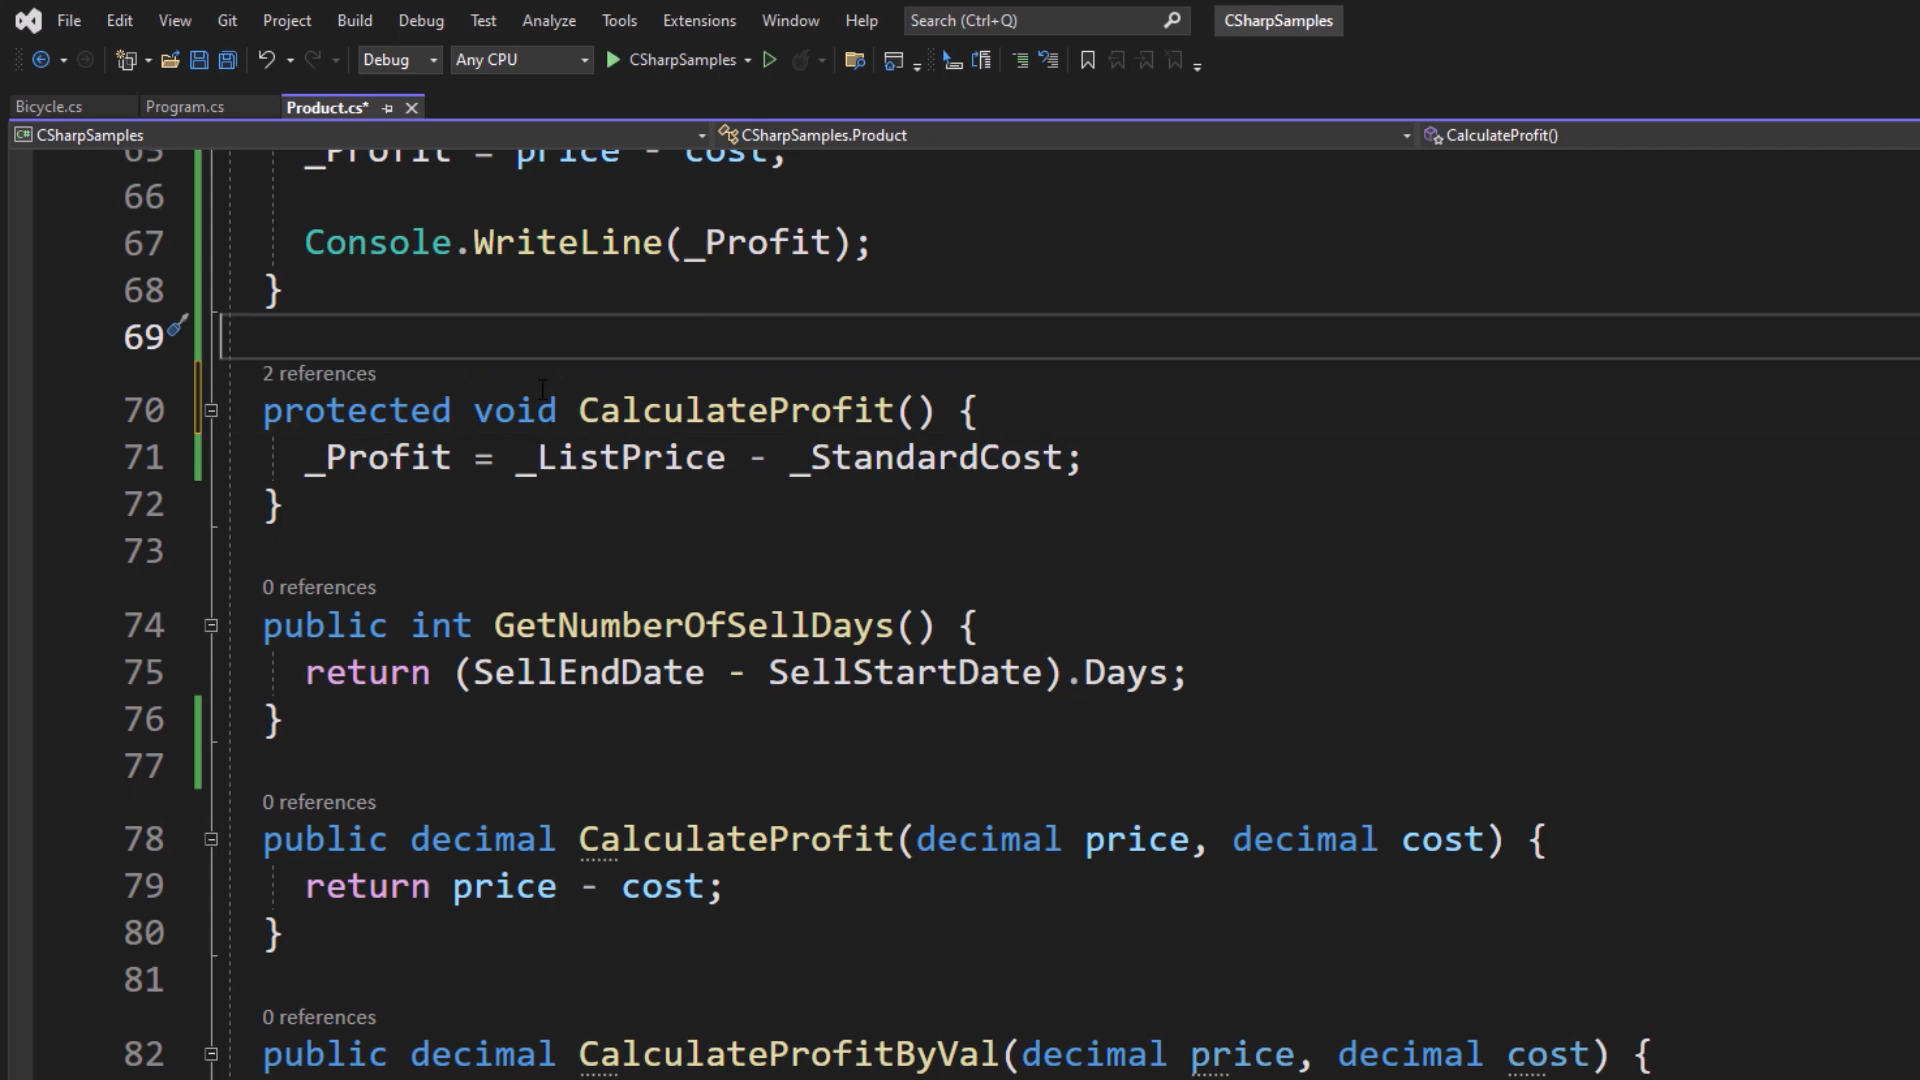 File Edit View Git Project Build Debug Test Analyze Tools Extensions Window Help Search (Ctrl+Q) CSharpSamples
Debug Any CPU CSharpSamples
Bicycle.cs Program.cs Product.cs*
C# CSharpSamples CSharpSamples.Product CalculateProfit()
65 _Profit = price - cost;
66
67 Console.WriteLine(_Profit);
68 }
69
2 references
70 protected void CalculateProfit() {
71 _Profit = _ListPrice - _StandardCost;
72 }
73
0 references
74 public int GetNumberOfSellDays() {
75 return (SellEndDate - SellStartDate).Days;
76 }
77
0 references
78 public decimal CalculateProfit(decimal price, decimal cost) {
79 return price - cost;
80 }
81
0 references
82 public decimal CalculateProfitByVal(decimal price, decimal cost) {